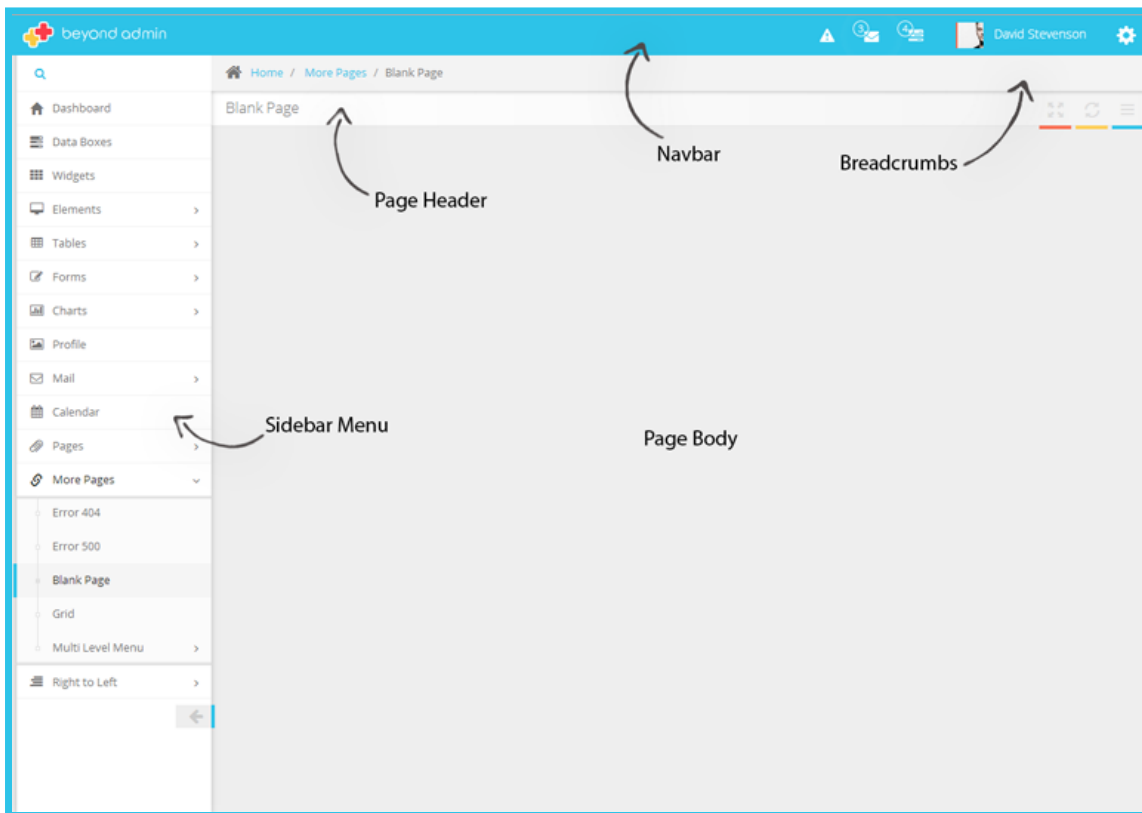 beyond admin
3
4
David Stevenson
Home / More Pages / Blank Page
Blank Page
Navbar
Breadcrumbs
Page Header
Dashboard
Data Boxes
Widgets
Elements
Tables
Forms
Charts
Profile
Mail
Calendar
Sidebar Menu
Page Body
Pages
More Pages
Error 404
Error 500
Blank Page
Grid
Multi Level Menu
Right to Left